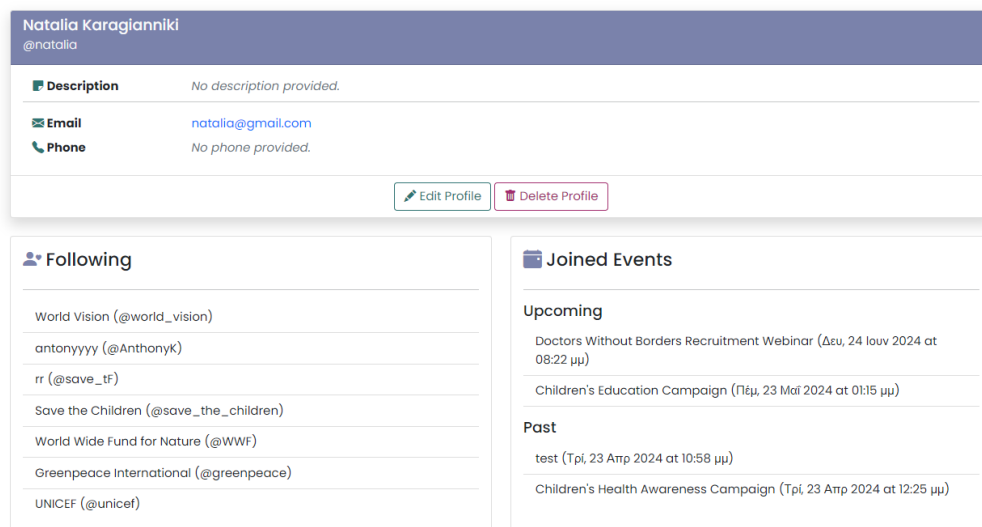 Natalia Karagianniki
@natalia
Description No description provided.
Email natalia@gmail.com
Phone No phone provided.
Edit Profile Delete Profile
Following
World Vision (@world_vision)
antonyyyy (@AnthonyK)
rr (@save_tF)
Save the Children (@save_the_children)
World Wide Fund for Nature (@WWF)
Greenpeace International (@greenpeace)
UNICEF (@unicef)
Joined Events
Upcoming
Doctors Without Borders Recruitment Webinar (Δευ, 24 Ιουν 2024 at
08:22 μμ)
Children's Education Campaign (Πέμ, 23 Μαΐ 2024 at 01:15 μμ)
Past
test (Τρί, 23 Απρ 2024 at 10:58 μμ)
Children's Health Awareness Campaign (Τρί, 23 Απρ 2024 at 12:25 μμ)